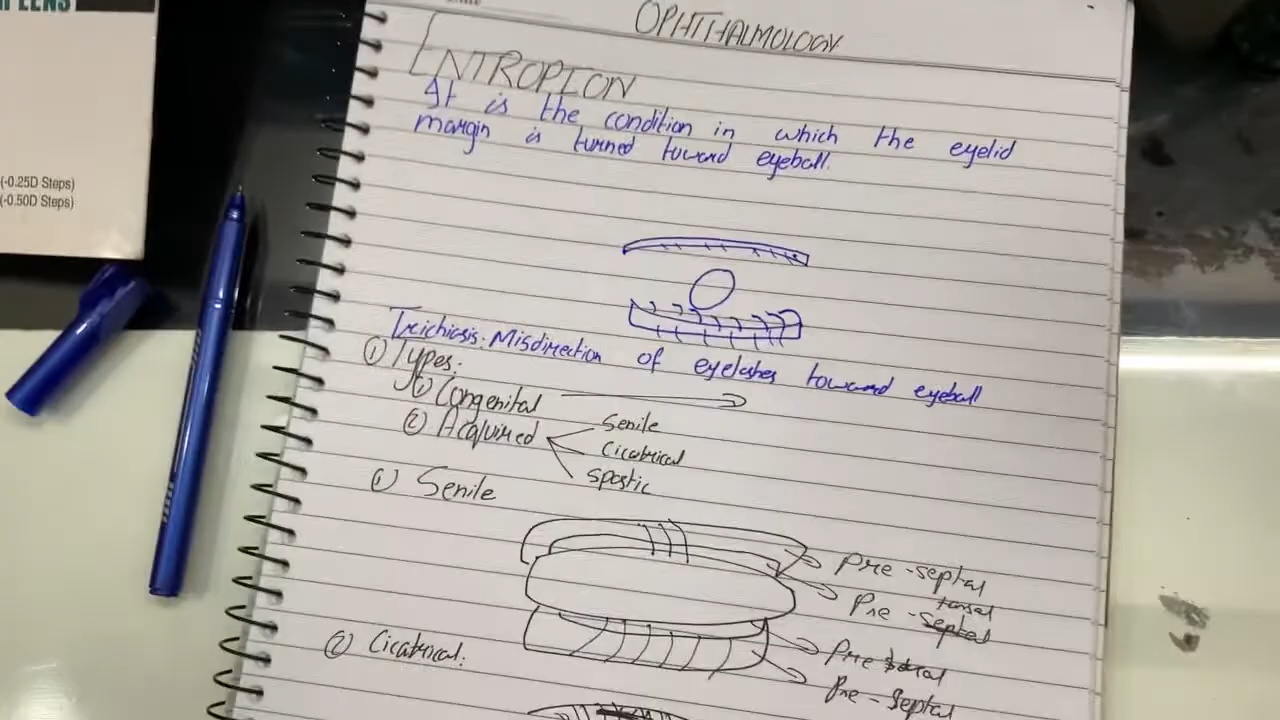 LENS
(-0.25D Steps)
(-0.50D Steps)
OPHTHALMOLOGY
ENTROPION
It is the condition in which the eyelid
margin is turned toward eyeball.
Trichiasis: Misdirection of eyelashes toward eyeball
① Types:
① Congenital
② Acquired
Senile
Cicatrical
Spastic
① Senile
Pre-septal
tarsal
Pre-septal
Pre
Pre-Septal
② Cicatrical: